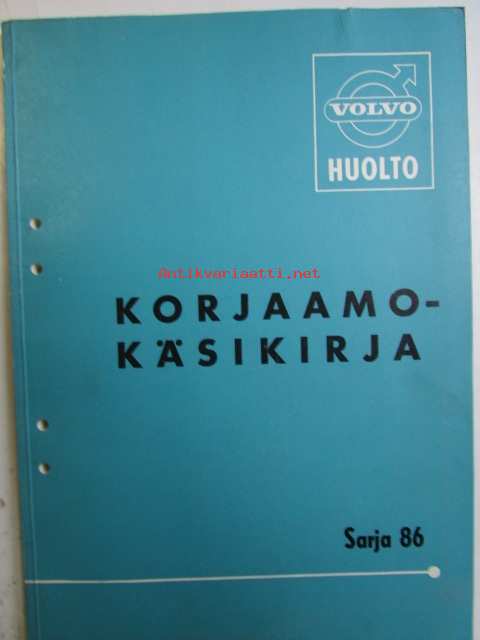 VOLVO
HUOLTO
Antikvariaatti.net
KORJAAMO-
KÄSIKIRJA
Sarja 86